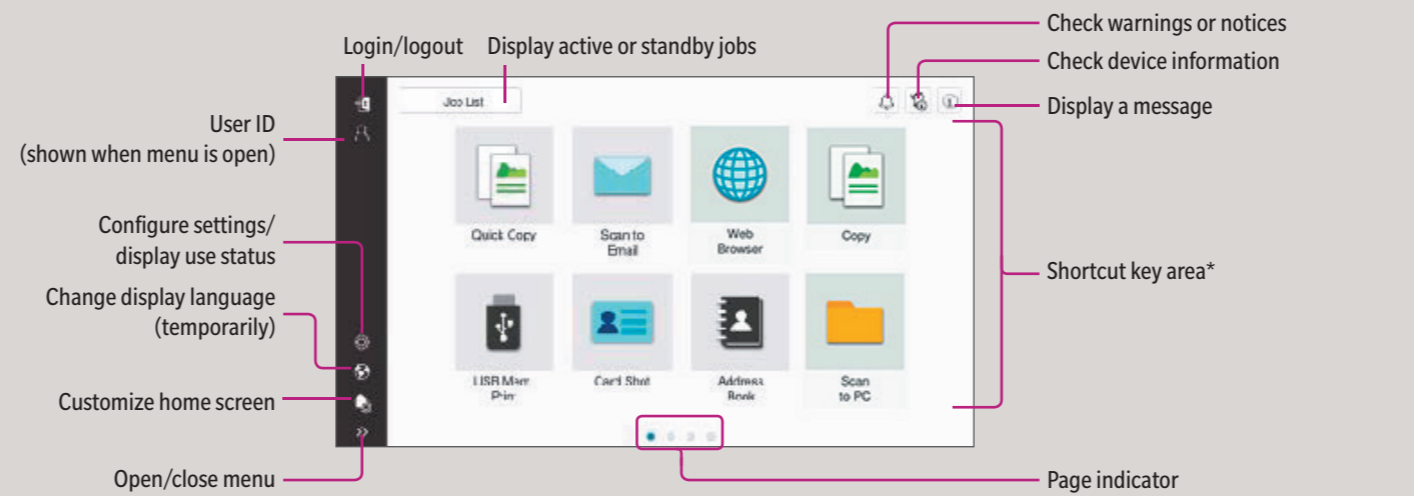 Check warnings or notices
Login/logout
Display active or standby jobs
Check device information
Job List
Display a message
User ID
(shown when menu is open)
Quick Copy
Scan to
Email
Web
Browser
Copy
Configure settings/
display use status
Shortcut key area*
Change display language
(temporarily)
USB Mem
Print
Card Shot
Address
Book
Scan
to PC
Customize home screen
Open/close menu
Page indicator